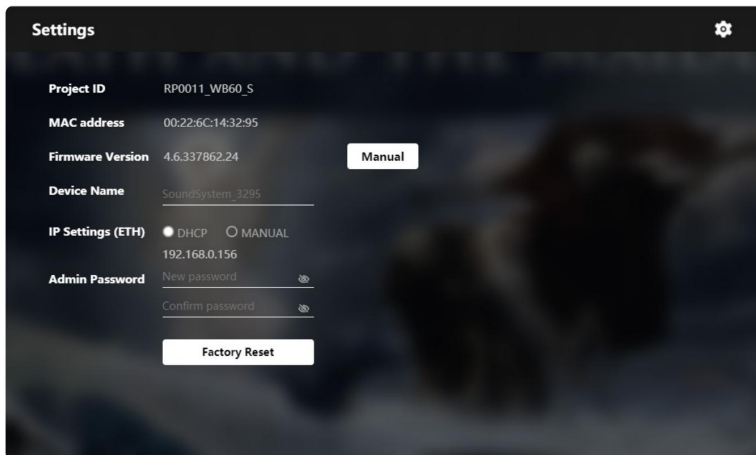 Settings
Project ID RP0011_WB60_S
MAC address 00:22:6C:14:32:95
Firmware Version 4.6.337862.24 Manual
Device Name SoundSystem_3295
IP Settings (ETH) DHCP MANUAL
192.168.0.156
Admin Password New password
Confirm password
Factory Reset